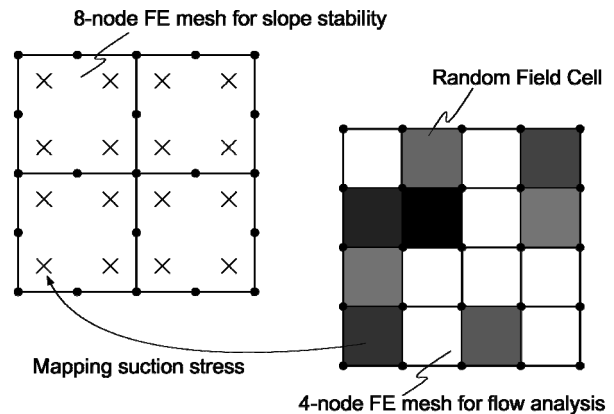 8-node FE mesh for slope stability
Random Field Cell
Mapping suction stress
4-node FE mesh for flow analysis